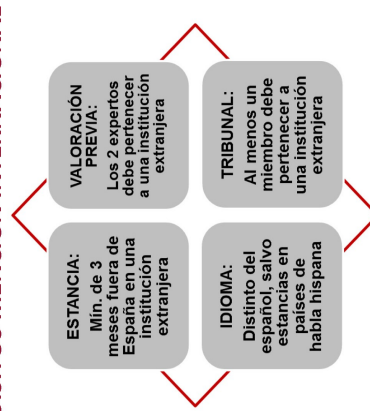 ESTANCIA:
Mín. de 3
meses fuera de
España en una
institución
extranjera
VALORACIÓN
PREVIA:
Los 2 expertos
debe pertenecer
a una institución
extranjera
IDIOMA:
Distinto del
español, salvo
estancias en
países de
habla hispana
TRIBUNAL:
Al menos un
miembro debe
pertenecer a
una institución
extranjera